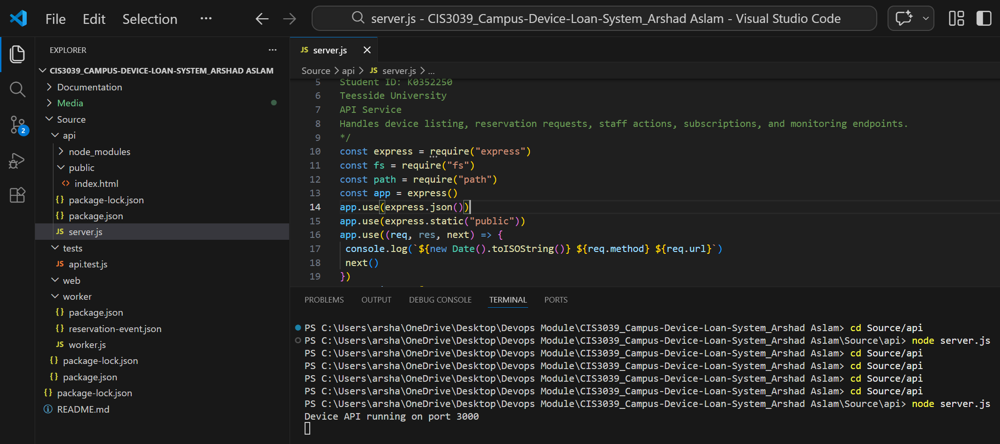 File Edit Selection ··· server.js - CIS3039_Campus-Device-Loan-System_Arshad Aslam - Visual Studio Code
EXPLORER ···
CIS3039_CAMPUS-DEVICE-LOAN-SYSTEM_ARSHAD ASLAM
Documentation
Media
Source
api
node_modules
public
<> index.html
{} package-lock.json
{} package.json
JS server.js
tests
JS api.test.js
web
worker
{} package.json
{} reservation-event.json
JS worker.js
{} package-lock.json
{} package.json
{} package-lock.json
README.md
2
JS server.js
Source > api > JS server.js > ...
5 Student ID: K0352250
6 Teesside University
7 API Service
8 Handles device listing, reservation requests, staff actions, subscriptions, and monitoring endpoints.
9 */
10 const express = require("express")
11 const fs = require("fs")
12 const path = require("path")
13 const app = express()
14 app.use(express.json())
15 app.use(express.static("public"))
16 app.use((req, res, next) => {
17 console.log(`${new Date().toISOString()} ${req.method} ${req.url}`)
18 next()
19 })
PROBLEMS OUTPUT DEBUG CONSOLE TERMINAL PORTS
PS C:\Users\arsha\OneDrive\Desktop\Devops Module\CIS3039_Campus-Device-Loan-System_Arshad Aslam> cd Source/api
PS C:\Users\arsha\OneDrive\Desktop\Devops Module\CIS3039_Campus-Device-Loan-System_Arshad Aslam\Source\api> node server.js
PS C:\Users\arsha\OneDrive\Desktop\Devops Module\CIS3039_Campus-Device-Loan-System_Arshad Aslam> cd Source/api
PS C:\Users\arsha\OneDrive\Desktop\Devops Module\CIS3039_Campus-Device-Loan-System_Arshad Aslam> cd Source/api
PS C:\Users\arsha\OneDrive\Desktop\Devops Module\CIS3039_Campus-Device-Loan-System_Arshad Aslam> cd Source/api
PS C:\Users\arsha\OneDrive\Desktop\Devops Module\CIS3039_Campus-Device-Loan-System_Arshad Aslam> cd Source/api
PS C:\Users\arsha\OneDrive\Desktop\Devops Module\CIS3039_Campus-Device-Loan-System_Arshad Aslam\Source\api> node server.js
Device API running on port 3000